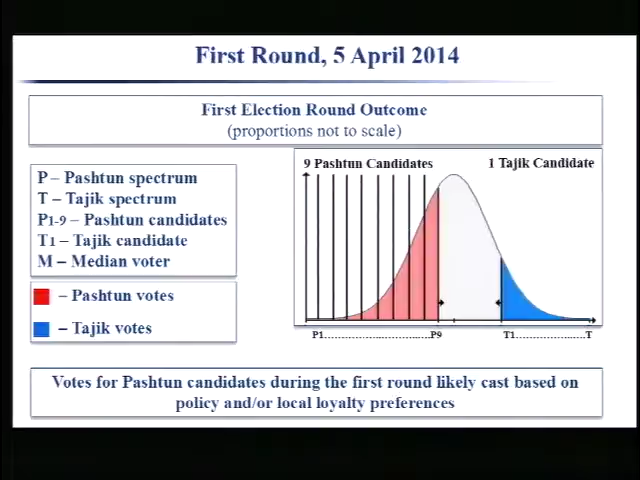 First Round, 5 April 2014
First Election Round Outcome
(proportions not to scale)
P – Pashtun spectrum
T – Tajik spectrum
P1-9 – Pashtun candidates
T1 – Tajik candidate
M – Median voter
– Pashtun votes
– Tajik votes
9 Pashtun Candidates
1 Tajik Candidate
P1..............................P9
T1....................T
Votes for Pashtun candidates during the first round likely cast based on
policy and/or local loyalty preferences